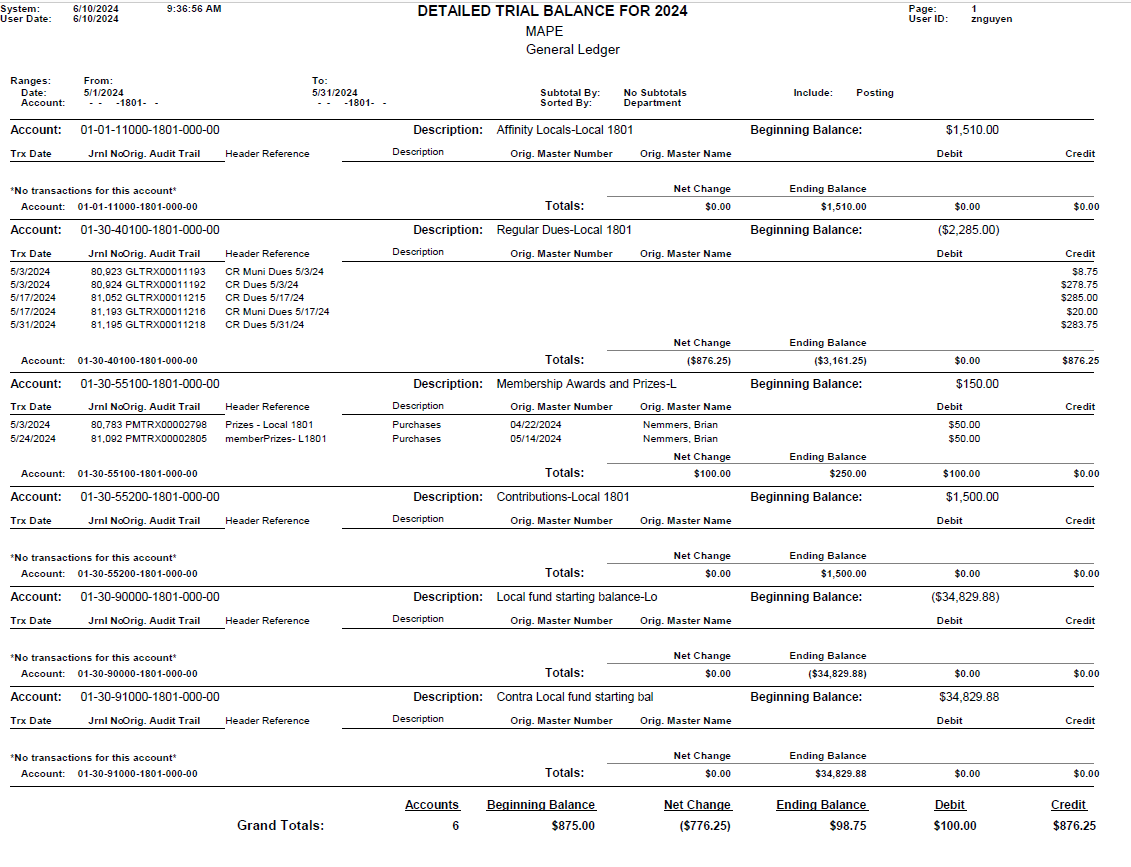 System: 6/10/2024 9:36:56 AM DETAILED TRIAL BALANCE FOR 2024 Page: 1
User Date: 6/10/2024 User ID: znguyen
MAPE
General Ledger
Ranges: From: To:
Date: 5/1/2024 5/31/2024 Subtotal By: No Subtotals Include: Posting
Account: - - -1801- - - - -1801- - Sorted By: Department
Account: 01-01-11000-1801-000-00 Description: Affinity Locals-Local 1801 Beginning Balance: $1,510.00
Trx Date Jrnl No Orig. Audit Trail Header Reference Description Orig. Master Number Orig. Master Name Debit Credit
Net Change Ending Balance
*No transactions for this account*
Account: 01-01-11000-1801-000-00 Totals: $0.00 $1,510.00 $0.00 $0.00
Account: 01-30-40100-1801-000-00 Description: Regular Dues-Local 1801 Beginning Balance: ($2,285.00)
Trx Date Jrnl No Orig. Audit Trail Header Reference Description Orig. Master Number Orig. Master Name Debit Credit
5/3/2024 80,923 GLTRX00011193 CR Muni Dues 5/3/24 $8.75
5/3/2024 80,924 GLTRX00011192 CR Dues 5/3/24 $278.75
5/17/2024 81,052 GLTRX00011215 CR Dues 5/17/24 $285.00
5/17/2024 81,193 GLTRX00011216 CR Muni Dues 5/17/24 $20.00
5/31/2024 81,195 GLTRX00011218 CR Dues 5/31/24 $283.75
Net Change Ending Balance
Account: 01-30-40100-1801-000-00 Totals: ($876.25) ($3,161.25) $0.00 $876.25
Account: 01-30-55100-1801-000-00 Description: Membership Awards and Prizes-L Beginning Balance: $150.00
Trx Date Jrnl No Orig. Audit Trail Header Reference Description Orig. Master Number Orig. Master Name Debit Credit
5/3/2024 80,783 PMTRX00002798 Prizes - Local 1801 Purchases 04/22/2024 Nemmers, Brian $50.00
5/24/2024 81,092 PMTRX00002805 memberPrizes- L1801 Purchases 05/14/2024 Nemmers, Brian $50.00
Net Change Ending Balance
Account: 01-30-55100-1801-000-00 Totals: $100.00 $250.00 $100.00 $0.00
Account: 01-30-55200-1801-000-00 Description: Contributions-Local 1801 Beginning Balance: $1,500.00
Trx Date Jrnl No Orig. Audit Trail Header Reference Description Orig. Master Number Orig. Master Name Debit Credit
Net Change Ending Balance
*No transactions for this account*
Account: 01-30-55200-1801-000-00 Totals: $0.00 $1,500.00 $0.00 $0.00
Account: 01-30-90000-1801-000-00 Description: Local fund starting balance-Lo Beginning Balance: ($34,829.88)
Trx Date Jrnl No Orig. Audit Trail Header Reference Description Orig. Master Number Orig. Master Name Debit Credit
Net Change Ending Balance
*No transactions for this account*
Account: 01-30-90000-1801-000-00 Totals: $0.00 ($34,829.88) $0.00 $0.00
Account: 01-30-91000-1801-000-00 Description: Contra Local fund starting bal Beginning Balance: $34,829.88
Trx Date Jrnl No Orig. Audit Trail Header Reference Description Orig. Master Number Orig. Master Name Debit Credit
Net Change Ending Balance
*No transactions for this account*
Account: 01-30-91000-1801-000-00 Totals: $0.00 $34,829.88 $0.00 $0.00
Accounts Beginning Balance Net Change Ending Balance Debit Credit
Grand Totals: 6 $875.00 ($776.25) $98.75 $100.00 $876.25